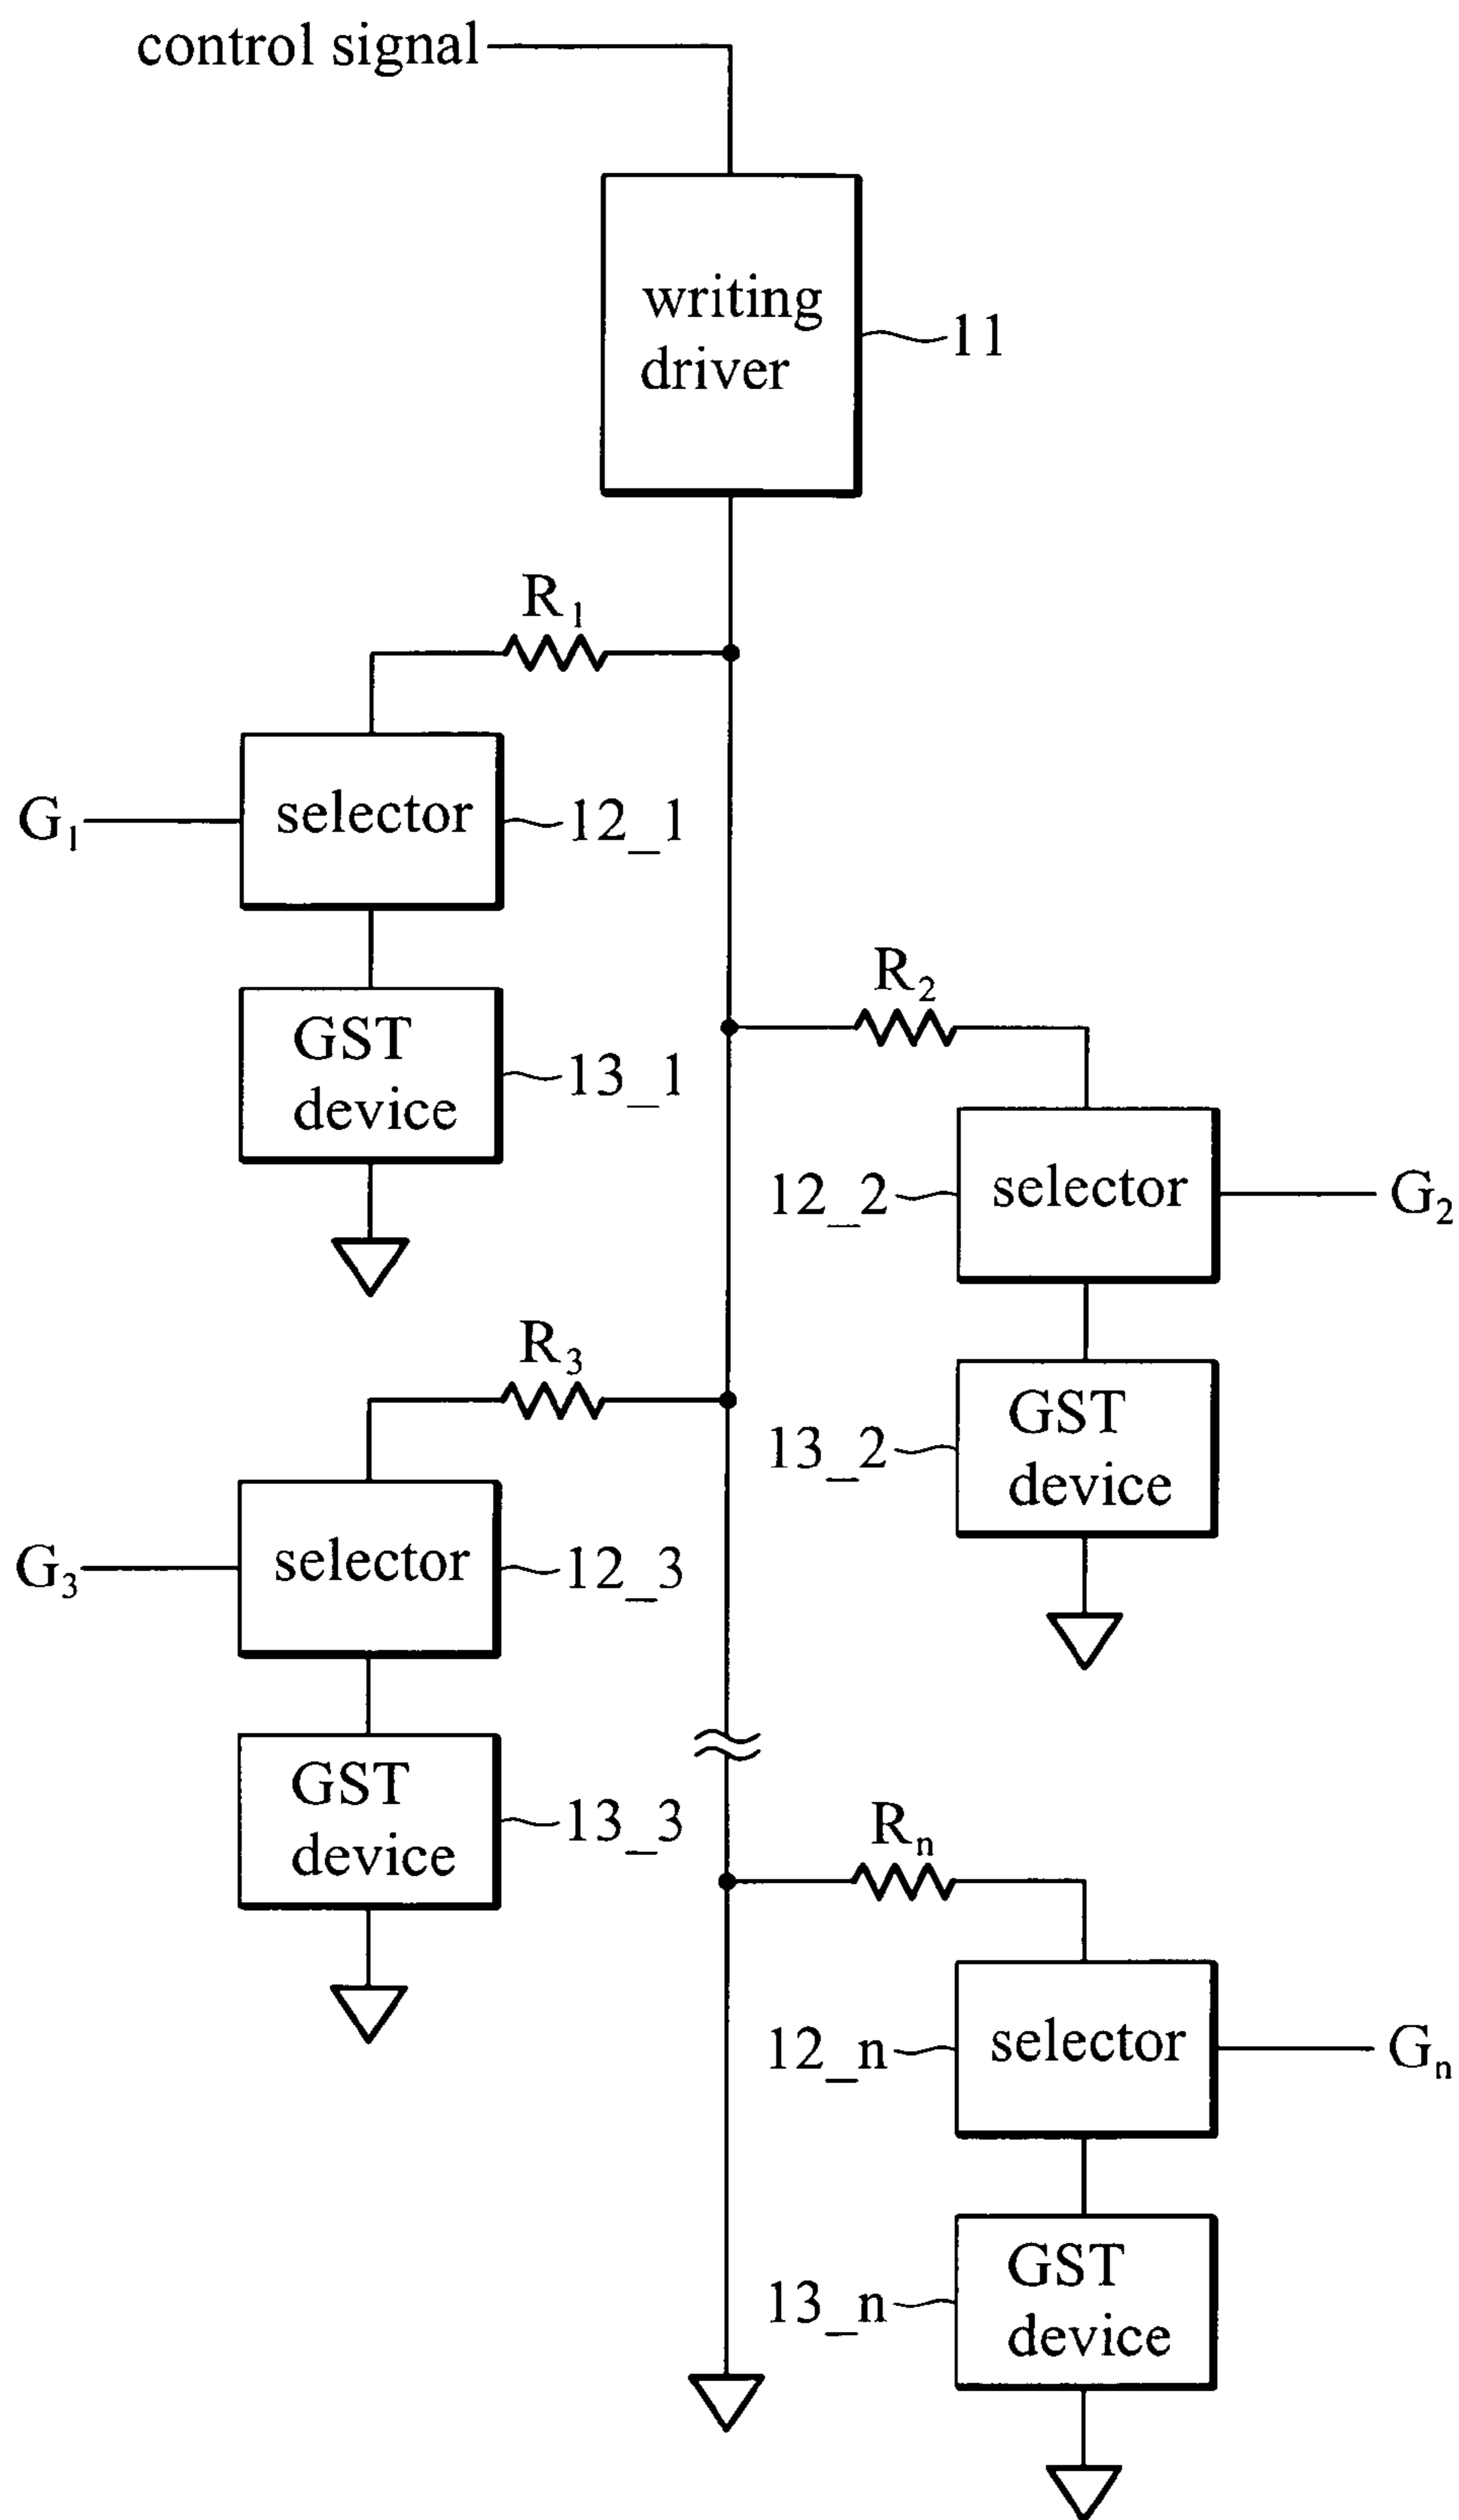 control signal
writing
driver
11
R1
G1
selector
12_1
R2
GST
device
13_1
12_2
selector
G2
R3
13_2
GST
device
G3
selector
12_3
GST
device
13_3
Rn
12_n
selector
Gn
13_n
GST
device